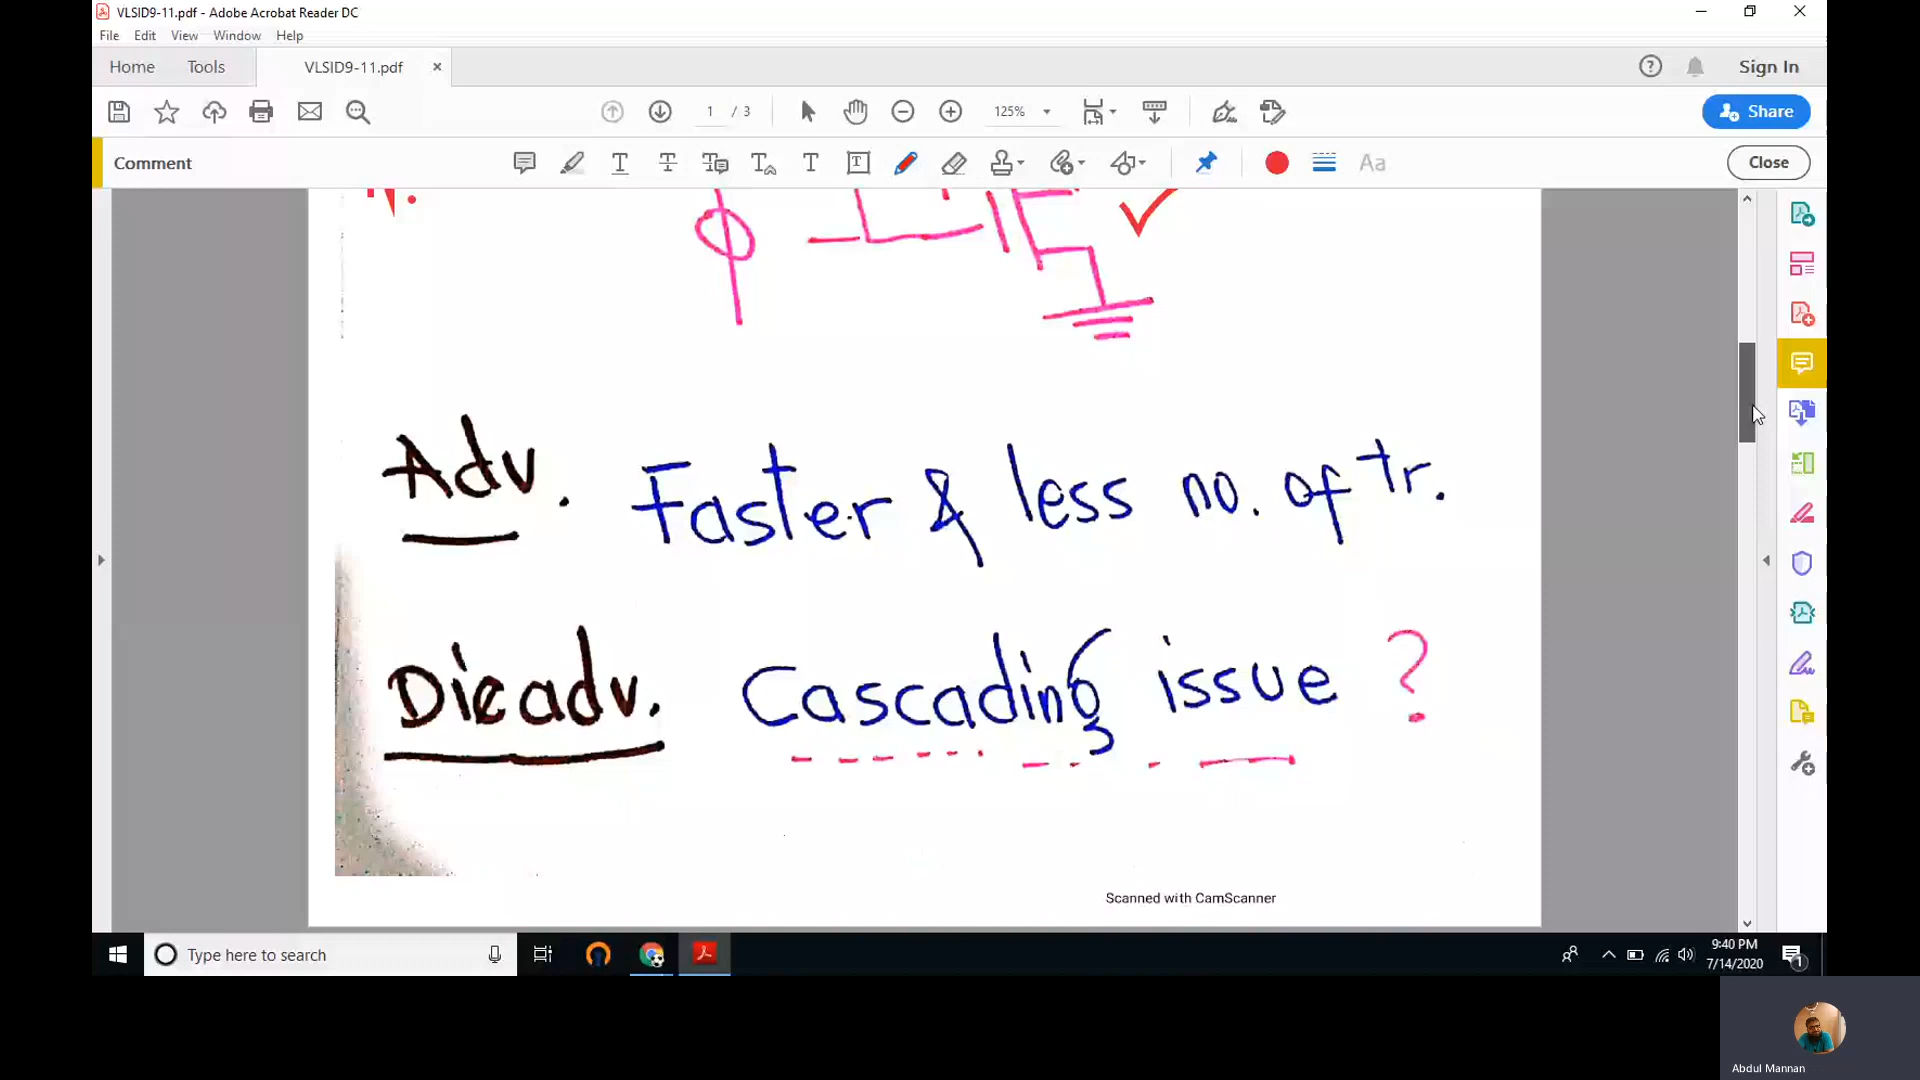 VLSID9-11.pdf - Adobe Acrobat Reader DC
File Edit View Window Help
Home Tools VLSID9-11.pdf Sign In
1 / 3 125% Share
Comment Aa Close
Adv. Faster & less no. of tr.
Disadv. Cascading issue ?
Scanned with CamScanner
Type here to search
9:40 PM
7/14/2020
1
Abdul Mannan